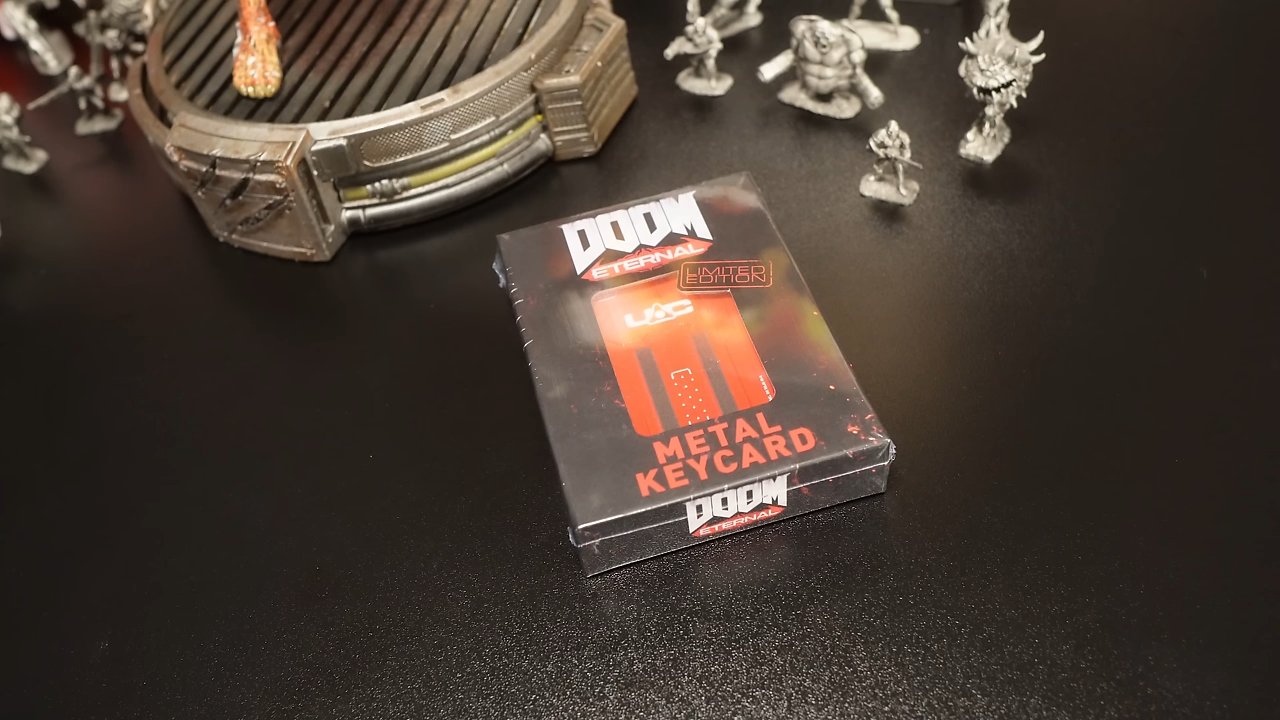 DOOM
ETERNAL
LIMITED
EDITION
UAC
METAL
KEYCARD
DOOM
ETERNAL